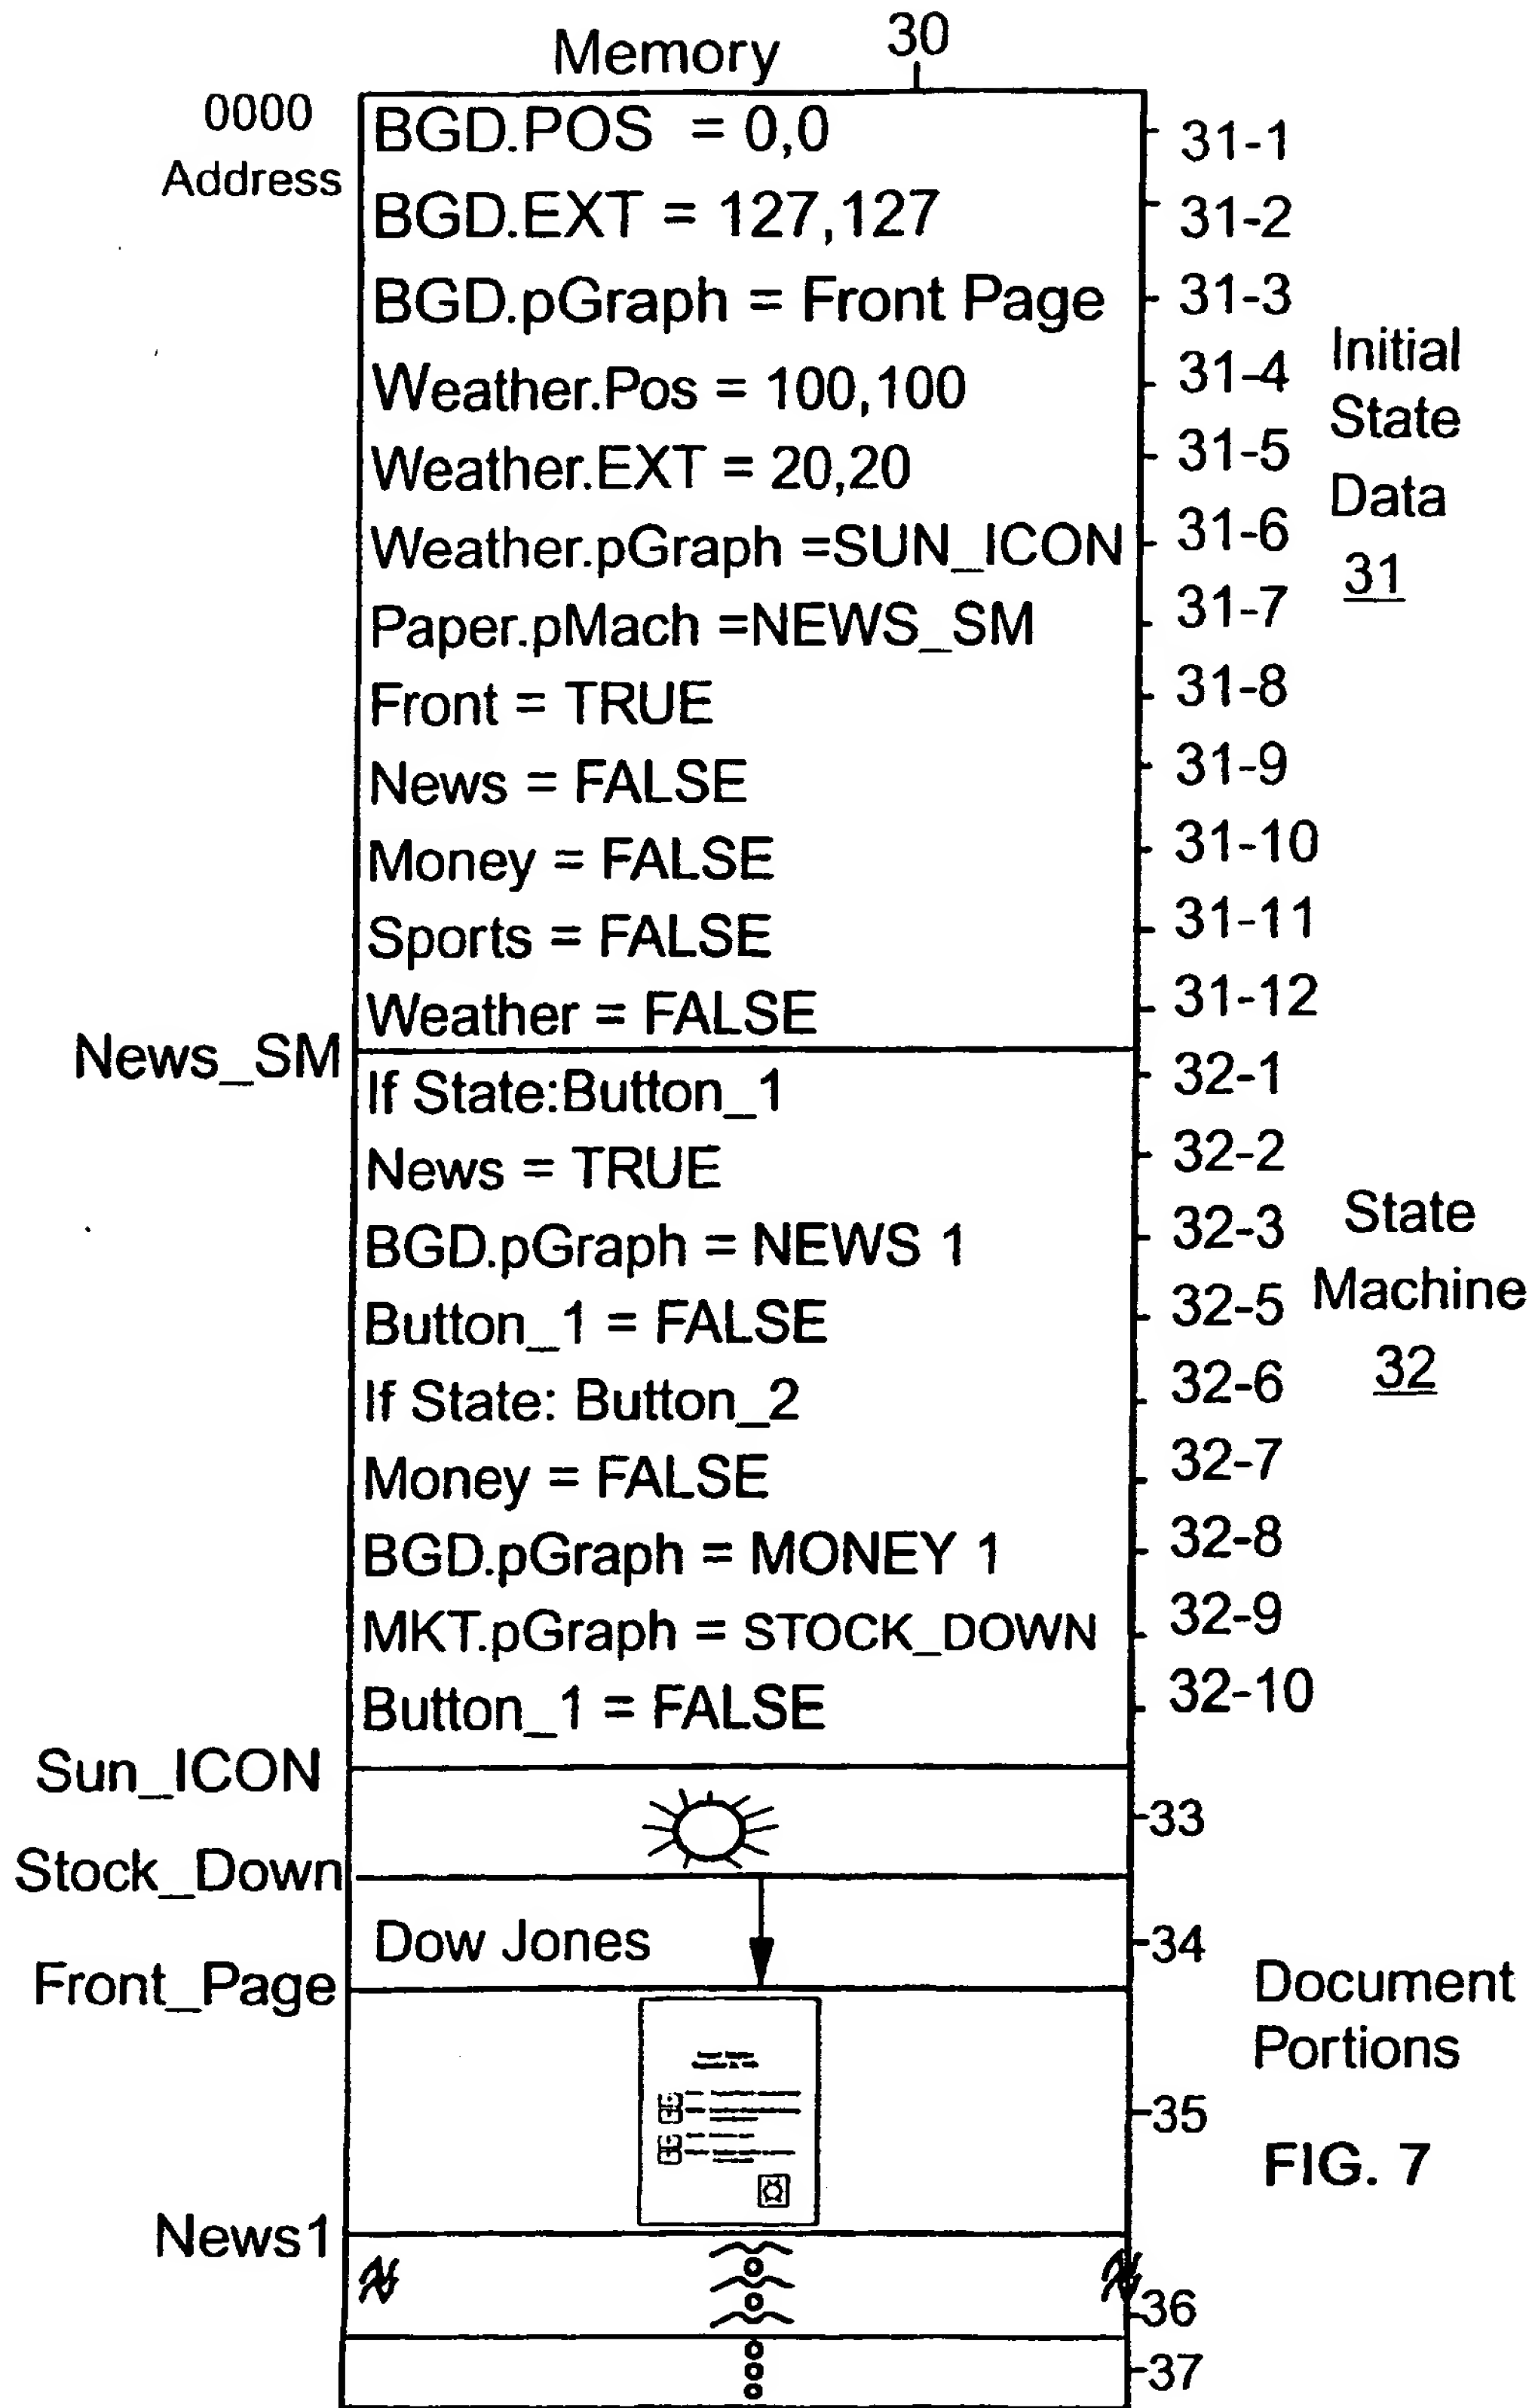 Memory 30
0000
Address
BGD.POS = 0,0 31-1
BGD.EXT = 127,127 31-2
BGD.pGraph = Front Page 31-3
Weather.Pos = 100,100 31-4
Weather.EXT = 20,20 31-5
Weather.pGraph =SUN_ICON 31-6
Paper.pMach =NEWS_SM 31-7
Front = TRUE 31-8
News = FALSE 31-9
Money = FALSE 31-10
Sports = FALSE 31-11
Weather = FALSE 31-12
Initial
State
Data
31
News_SM
If State:Button_1 32-1
News = TRUE 32-2
BGD.pGraph = NEWS 1 32-3
Button_1 = FALSE 32-5
If State: Button_2 32-6
Money = FALSE 32-7
BGD.pGraph = MONEY 1 32-8
MKT.pGraph = STOCK_DOWN 32-9
Button_1 = FALSE 32-10
State
Machine
32
Sun_ICON
33
Stock_Down
Dow Jones 34
Front_Page
35
Document
Portions
FIG. 7
News1
36
37